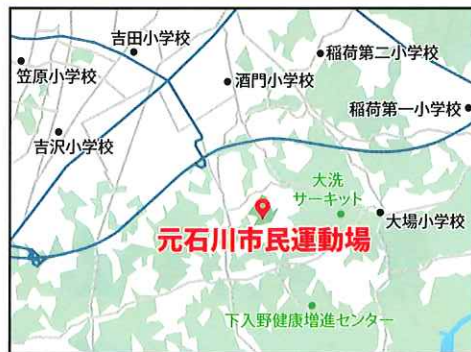 吉田小学校
稲荷第二小学校
笠原小学校
酒門小学校
稲荷第一小学校
吉沢小学校
大洗
サーキット
大場小学校
元石川市民運動場
下入野健康増進センター